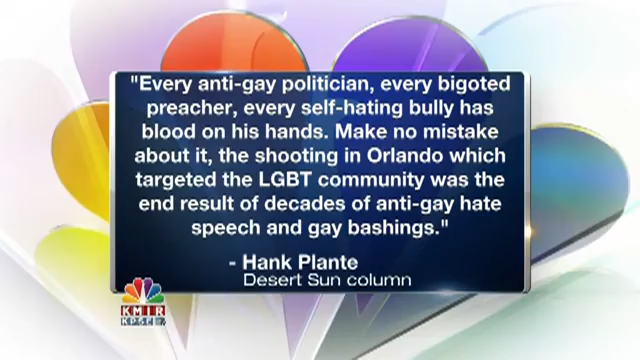 "Every anti-gay politician, every bigoted
preacher, every self-hating bully has
blood on his hands. Make no mistake
about it, the shooting in Orlando which
targeted the LGBT community was the
end result of decades of anti-gay hate
speech and gay bashings."
- Hank Plante
Desert Sun column
KMIR